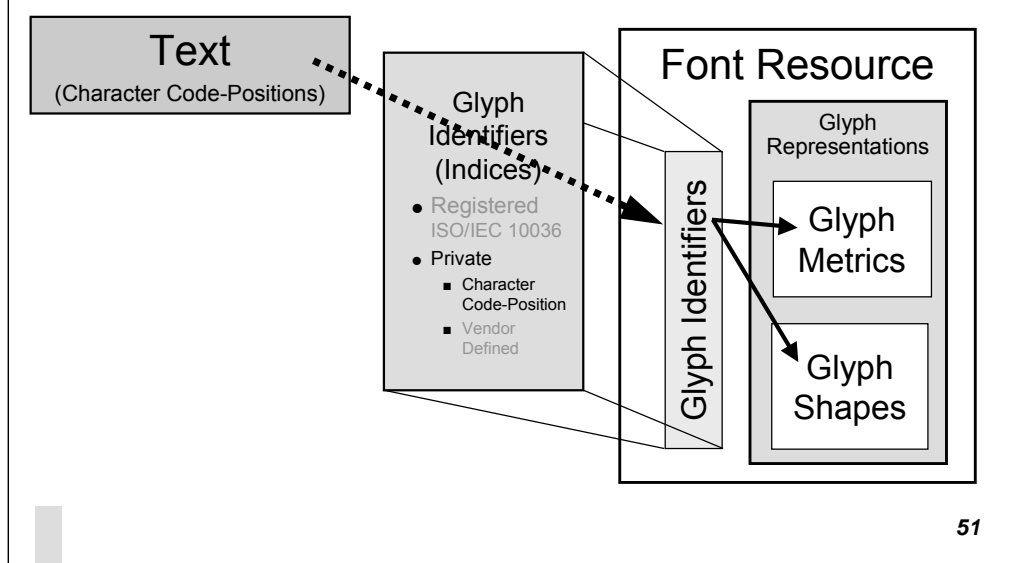 Text
(Character Code-Positions)
Glyph
Identifiers
(Indices)
● Registered
ISO/IEC 10036
● Private
■ Character
Code-Position
■ Vendor
Defined
Font Resource
Glyph Identifiers
Glyph
Representations
Glyph
Metrics
Glyph
Shapes
51